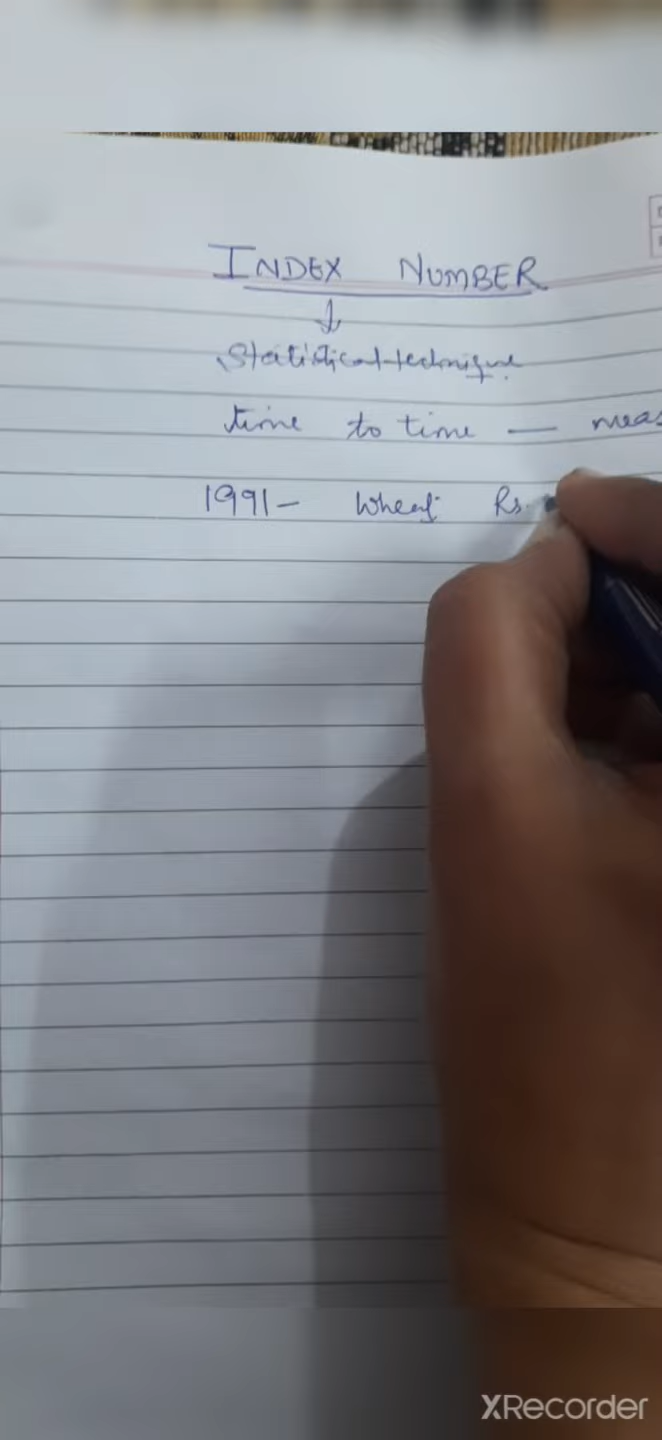 INDEX NUMBER
Statistical technique
time to time — meas
1991 - Wheat Rs.
XRecorder